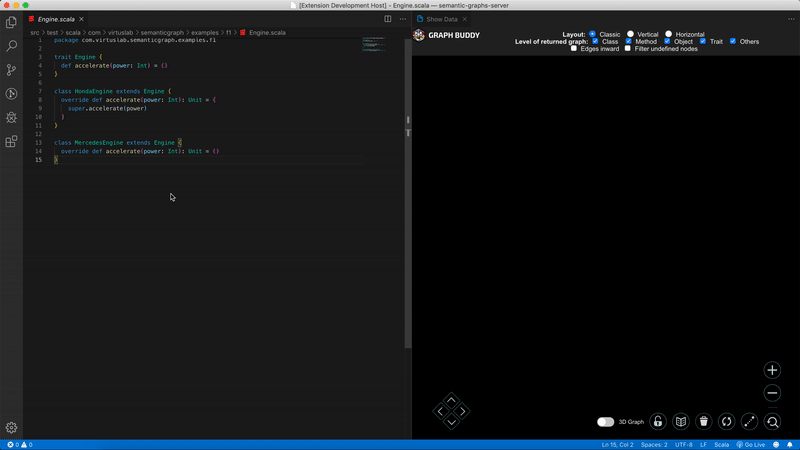 [Extension Development Host] - Engine.scala — semantic-graphs-server
Engine.scala
src > test > scala > com > virtuslab > semanticgraph > examples > f1 > Engine.scala
1 package com.virtuslab.semanticgraph.examples.f1
2
3 trait Engine {
4 def accelerate(power: Int) = ()
5 }
6
7 class HondaEngine extends Engine {
8 override def accelerate(power: Int): Unit = {
9 super.accelerate(power)
10 }
11 }
12
13 class MercedesEngine extends Engine {
14 override def accelerate(power: Int): Unit = ()
15 }
Show Data
GRAPH BUDDY
Layout: Classic Vertical Horizontal
Level of returned graph: Class Method Object Trait Others
Edges inward Filter undefined nodes
3D Graph
0 0
Ln 15, Col 2 Spaces: 2 UTF-8 LF Scala Go Live